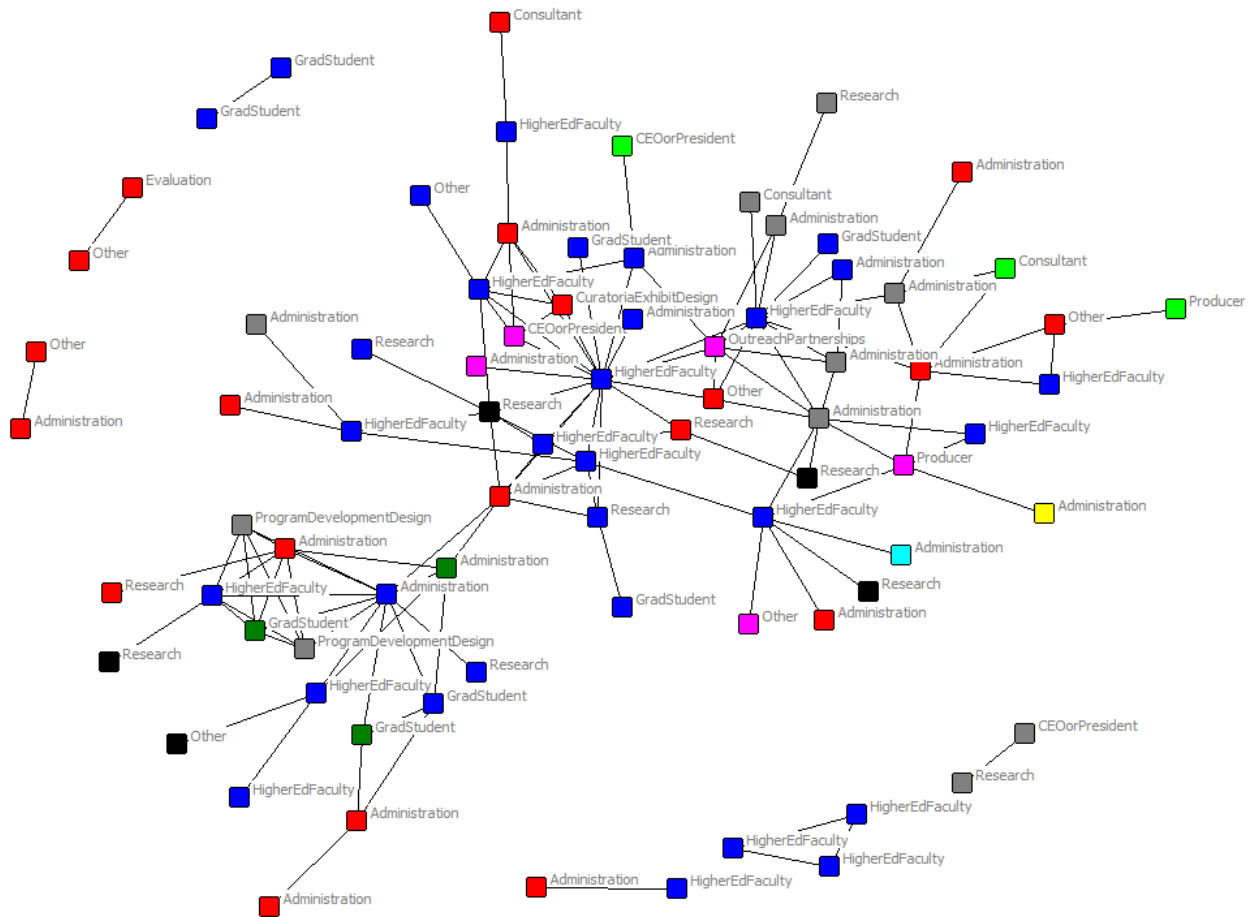 Consultant
GradStudent
Research
GradStudent
HigherEdFaculty
CEOorPresident
Administration
Evaluation
Other
Consultant
Administration
Administration
GradStudent
GradStudent
Administration
Other
Administration
Consultant
HigherEdFaculty
Administration
CuratoriaExhibitDesign
Producer
Administration
HigherEdFaculty
Administration
Other
CEOorPresident
OutreachPartnerships
Research
Other
Administration
Administration
Administration
HigherEdFaculty
HigherEdFaculty
Other
Administration
Research
Administration
Administration
HigherEdFaculty
Research
HigherEdFaculty
HigherEdFaculty
HigherEdFaculty
Producer
Research
Administration
Research
HigherEdFaculty
Administration
ProgramDevelopmentDesign
Administration
Administration
Administration
Research
HigherEdFaculty
Administration
Research
GradStudent
GradStudent
Other
Administration
ProgramDevelopmentDesign
Research
Research
HigherEdFaculty
GradStudent
GradStudent
Other
CEOorPresident
Research
HigherEdFaculty
Administration
HigherEdFaculty
HigherEdFaculty
HigherEdFaculty
Administration
HigherEdFaculty
Administration